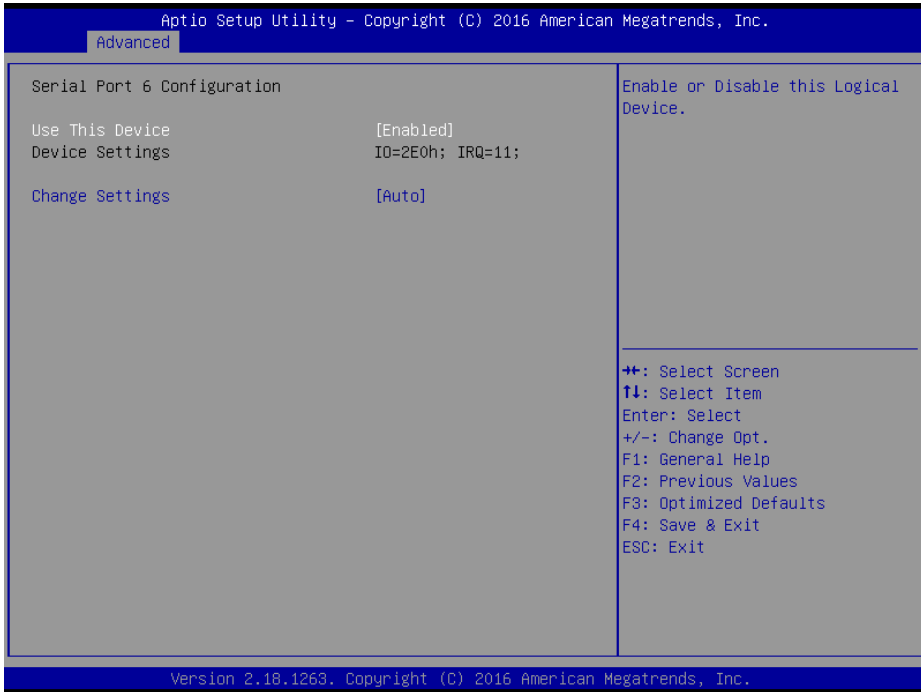 Aptio Setup Utility – Copyright (C) 2016 American Megatrends, Inc.
Advanced
Serial Port 6 Configuration
Use This Device [Enabled]
Device Settings IO=2E0h; IRQ=11;
Change Settings [Auto]
Enable or Disable this Logical
Device.
→←: Select Screen
↑↓: Select Item
Enter: Select
+/-: Change Opt.
F1: General Help
F2: Previous Values
F3: Optimized Defaults
F4: Save & Exit
ESC: Exit
Version 2.18.1263. Copyright (C) 2016 American Megatrends, Inc.